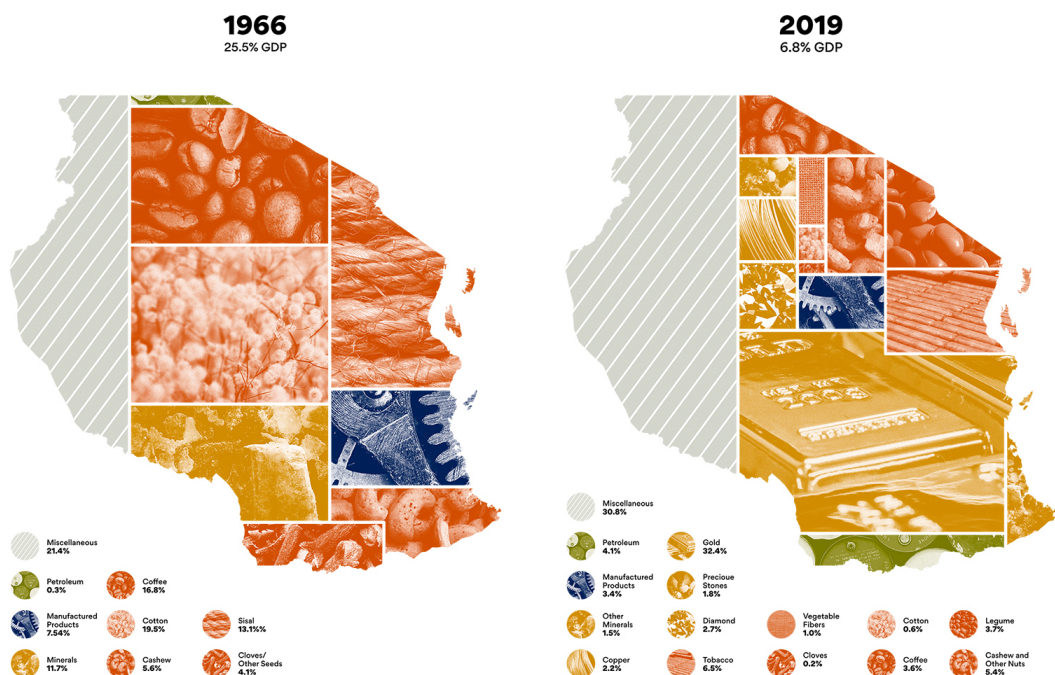 1966
25.5% GDP
2019
6.8% GDP
Miscellaneous
21.4%
Petroleum
0.3%
Coffee
16.8%
Manufactured
Products
7.54%
Cotton
19.5%
Sisal
13.1%%
Minerals
11.7%
Cashew
5.6%
Cloves/
Other Seeds
4.1%
Miscellaneous
30.8%
Petroleum
4.1%
Gold
32.4%
Manufactured
Products
3.4%
Precious
Stones
1.8%
Other
Minerals
1.5%
Diamond
2.7%
Vegetable
Fibers
1.0%
Cotton
0.6%
Legume
3.7%
Copper
2.2%
Tobacco
6.5%
Cloves
0.2%
Coffee
3.6%
Cashew and
Other Nuts
5.4%